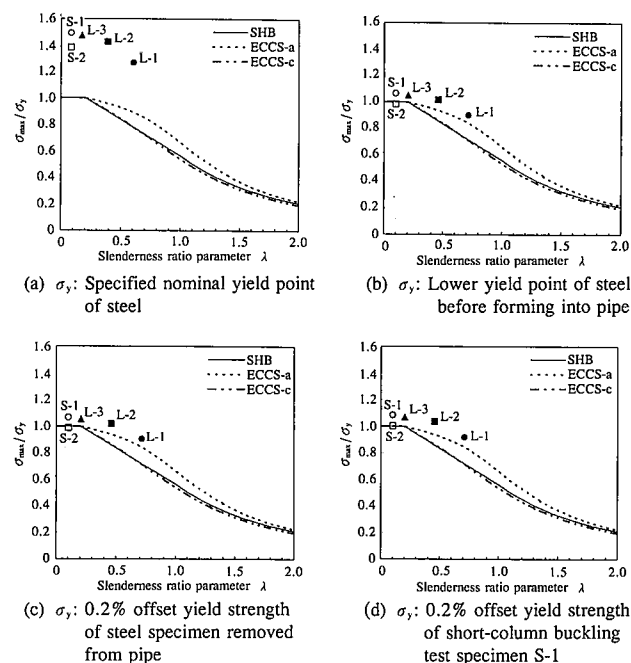 1.6
1.4
1.2
1.0
0.8
0.6
0.4
0.2
0
S-1
S-2
L-3
L-2
L-1
SHB
ECCS-a
ECCS-c
σmax/σy
0 0.5 1.0 1.5 2.0
Slenderness ratio parameter λ
(a) σy: Specified nominal yield point
of steel
1.6
1.4
1.2
1.0
0.8
0.6
0.4
0.2
0
S-1
S-2
L-3
L-2
L-1
SHB
ECCS-a
ECCS-c
σmax/σy
0 0.5 1.0 1.5 2.0
Slenderness ratio parameter λ
(b) σy: Lower yield point of steel
before forming into pipe
1.6
1.4
1.2
1.0
0.8
0.6
0.4
0.2
0
S-1
S-2
L-3
L-2
L-1
SHB
ECCS-a
ECCS-c
σmax/σy
0 0.5 1.0 1.5 2.0
Slenderness ratio parameter λ
(c) σy: 0.2% offset yield strength
of steel specimen removed
from pipe
1.6
1.4
1.2
1.0
0.8
0.6
0.4
0.2
0
S-1
S-2
L-3
L-2
L-1
SHB
ECCS-a
ECCS-c
σmax/σy
0 0.5 1.0 1.5 2.0
Slenderness ratio parameter λ
(d) σy: 0.2% offset yield strength
of short-column buckling
test specimen S-1